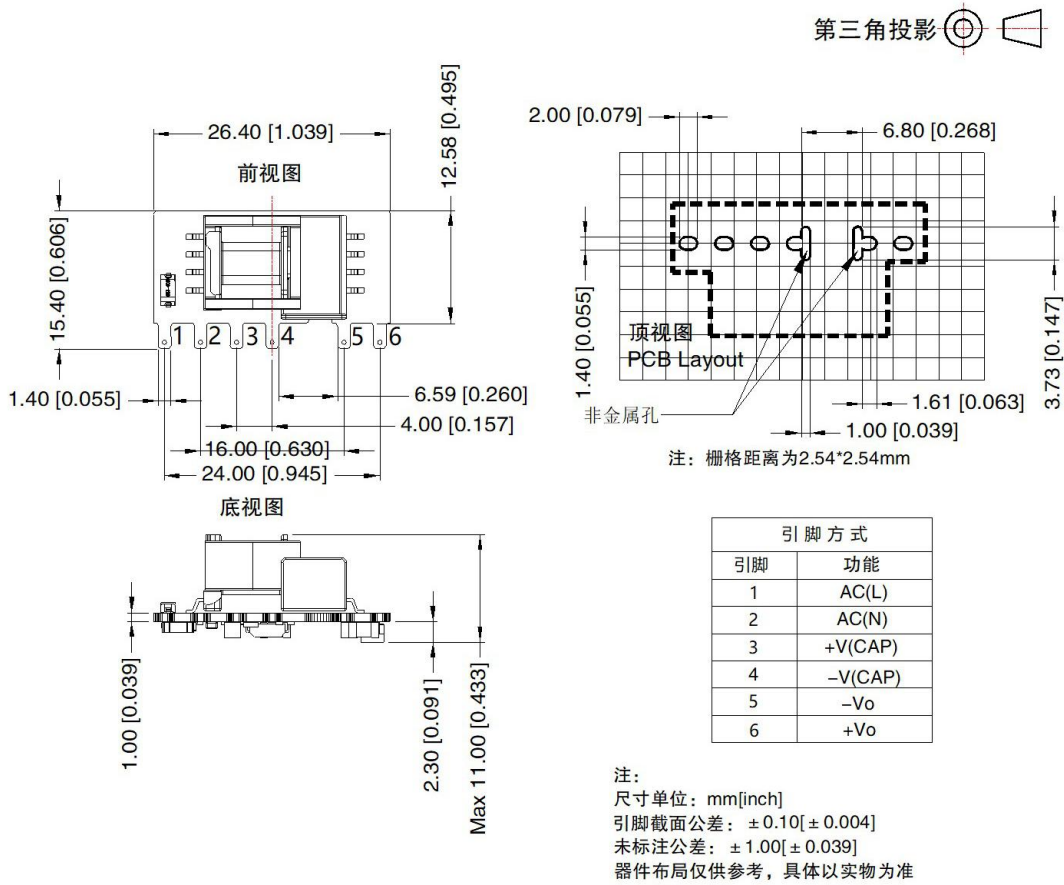 第三角投影
26.40 [1.039]
12.58 [0.495]
前视图
15.40 [0.606]
1 2 3 4 5 6
1.40 [0.055]
6.59 [0.260]
4.00 [0.157]
16.00 [0.630]
24.00 [0.945]
2.00 [0.079]
6.80 [0.268]
1.40 [0.055]
3.73 [0.147]
顶视图
PCB Layout
非金属孔
1.61 [0.063]
1.00 [0.039]
注：栅格距离为2.54*2.54mm
底视图
1.00 [0.039]
2.30 [0.091]
Max 11.00 [0.433]
引脚方式
引脚 功能
1 AC(L)
2 AC(N)
3 +V(CAP)
4 –V(CAP)
5 –Vo
6 +Vo
注：
尺寸单位：mm[inch]
引脚截面公差：±0.10[±0.004]
未标注公差：±1.00[±0.039]
器件布局仅供参考，具体以实物为准